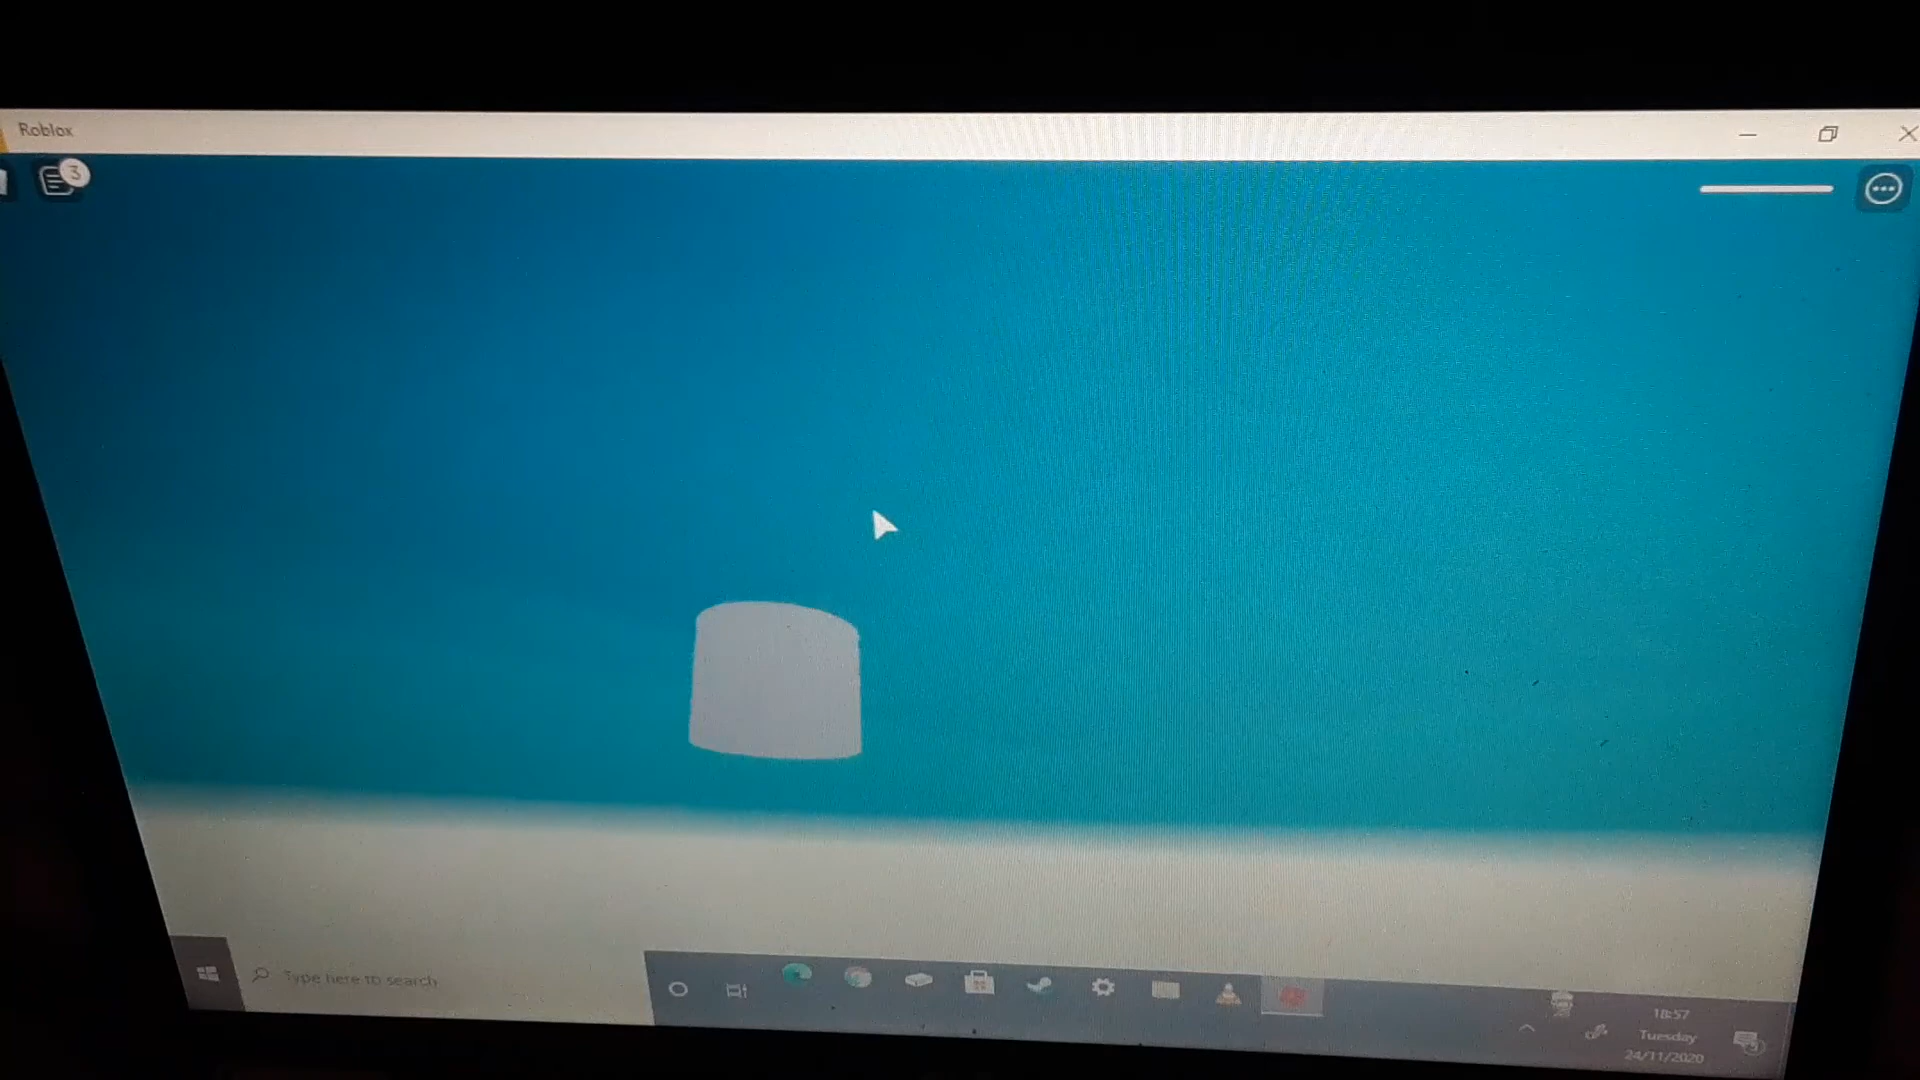 Roblox
3
Type here to search
18:57
Tuesday
24/11/2020